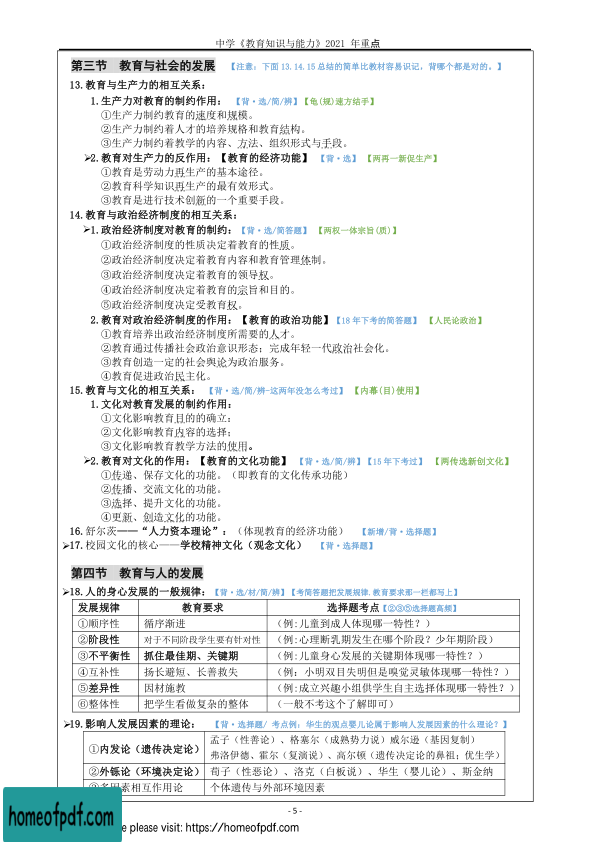 中学《教育知识与能力》2021 年重点
第三节 教育与社会的发展 【注意：下面 13.14.15 总结的简单比教材容易识记，背哪个都是对的。】
13.教育与生产力的相互关系：
1.生产力对教育的制约作用： 【背·选/简/辨】【龟(规)速方结手】
①生产力制约教育的速度和规模。
②生产力制约着人才的培养规格和教育结构。
③生产力制约着教学的内容、方法、组织形式与手段。
➢2.教育对生产力的反作用：【教育的经济功能】 【背·选】 【两再一新促生产】
①教育是劳动力再生产的基本途径。
②教育科学知识再生产的最有效形式。
③教育是进行技术创新的一个重要手段。
14.教育与政治经济制度的相互关系：
➢1.政治经济制度对教育的制约：【背·选/简答题】 【两权一体宗旨(质)】
①政治经济制度的性质决定着教育的性质。
②政治经济制度决定着教育内容和教育管理体制。
③政治经济制度决定着教育的领导权。
④政治经济制度决定着教育的宗旨和目的。
⑤政治经济制度决定受教育权。
2.教育对政治经济制度的作用：【教育的政治功能】【18年下考的简答题】 【人民论政治】
①教育培养出政治经济制度所需要的人才。
②教育通过传播社会政治意识形态；完成年轻一代政治社会化。
③教育创造一定的社会舆论为政治服务。
④教育促进政治民主化。
15.教育与文化的相互关系： 【背·选/简/辨-这两年没怎么考过】 【内幕(目)使用】
1.文化对教育发展的制约作用：
①文化影响教育目的的确立；
②文化影响教育内容的选择；
③文化影响教育教学方法的使用。
➢2.教育对文化的作用：【教育的文化功能】 【背·选/简/辨】【15年下考过】 【两传选新创文化】
①传递、保存文化的功能。（即教育的文化传承功能）
②传播、交流文化的功能。
③选择、提升文化的功能。
④更新、创造文化的功能。
16.舒尔茨——“人力资本理论”：（体现教育的经济功能） 【新增/背·选择题】
➢17.校园文化的核心——学校精神文化（观念文化） 【背·选择题】
第四节 教育与人的发展
➢18.人的身心发展的一般规律：【背·选/材/简/辨】【考简答题把发展规律.教育要求那一栏都写上】
发展规律 教育要求 选择题考点【②③⑤选择题高频】
①顺序性 循序渐进 （例:儿童到成人体现哪一特性？）
②阶段性 对于不同阶段学生要有针对性 （例:心理断乳期发生在哪个阶段？少年期阶段）
③不平衡性 抓住最佳期、关键期 （例:儿童身心发展的关键期体现哪一特性？）
④互补性 扬长避短、长善救失 （例: 小明双目失明但是嗅觉灵敏体现哪一特性？）
⑤差异性 因材施教 （例:成立兴趣小组供学生自主选择体现哪一特性？）
⑥整体性 把学生看做复杂的整体 （一般不考这个了解即可）
➢19.影响人发展因素的理论： 【背·选择题/ 考点例：华生的观点婴儿论属于影响人发展因素的什么理论？】
①内发论（遗传决定论） 孟子（性善论）、格塞尔（成熟势力说）威尔逊（基因复制）
弗洛伊德、霍尔（复演说）、高尔顿（遗传决定论的鼻祖；优生学）
②外铄论（环境决定论） 荀子（性恶论）、洛克（白板说）、华生（婴儿论）、斯金纳
素相互作用论 个体遗传与外部环境因素
- 5 -
homeofpdf.com
e please visit: https://homeofpdf.com